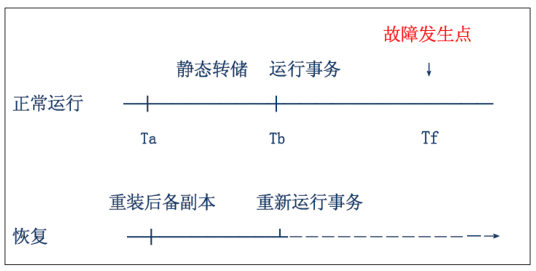 故障发生点
静态转储 运行事务
正常运行
Ta Tb Tf
重装后备副本 重新运行事务
恢复